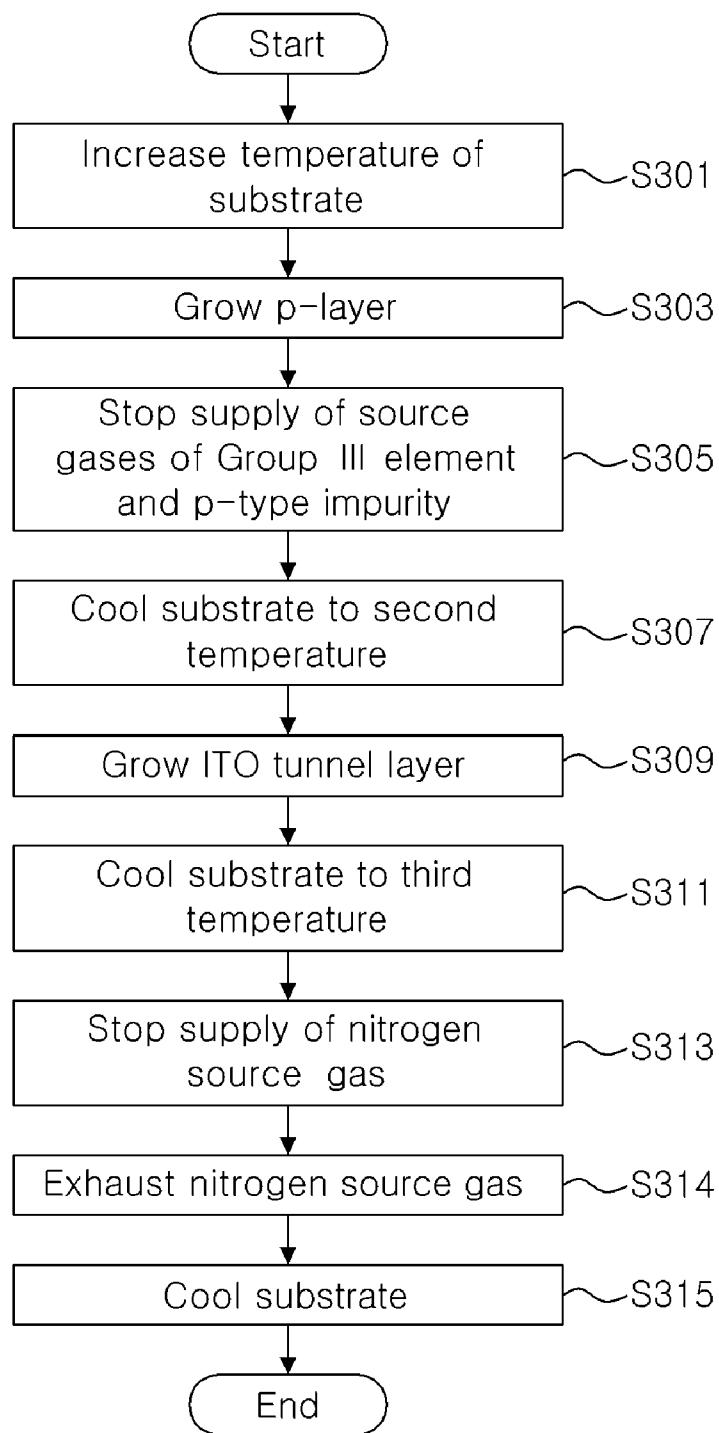 Start
Increase temperature of
substrate
S301
Grow p-layer
S303
Stop supply of source
gases of Group III element
and p-type impurity
S305
Cool substrate to second
temperature
S307
Grow ITO tunnel layer
S309
Cool substrate to third
temperature
S311
Stop supply of nitrogen
source gas
S313
Exhaust nitrogen source gas
S314
Cool substrate
S315
End